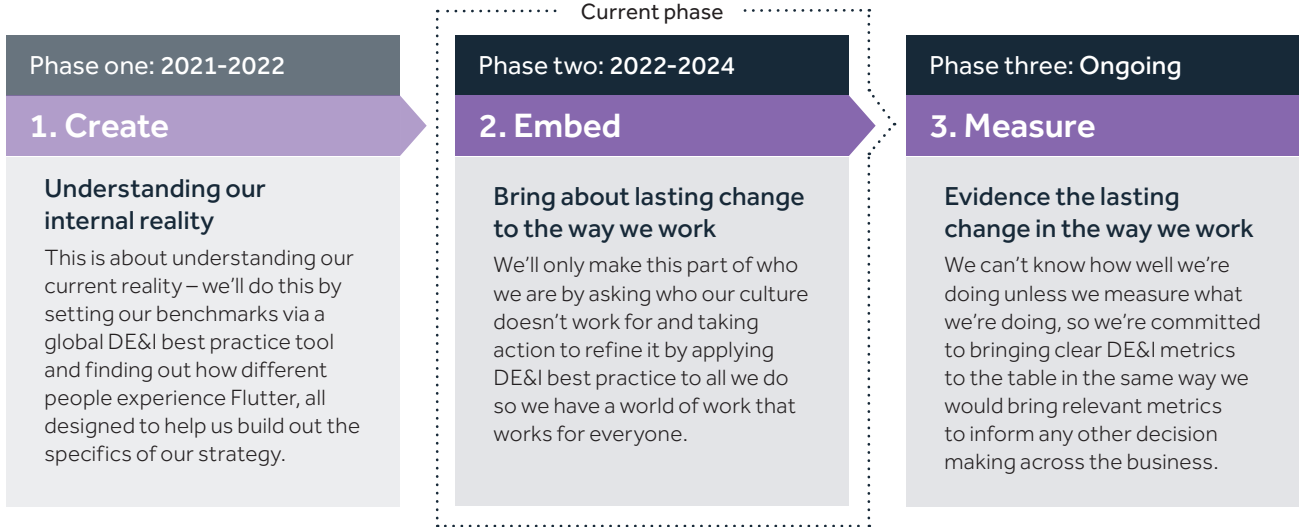 Current phase
Phase one: 2021-2022
1. Create
Understanding our
internal reality
This is about understanding our
current reality – we’ll do this by
setting our benchmarks via a
global DE&I best practice tool
and finding out how different
people experience Flutter, all
designed to help us build out the
specifics of our strategy.
Phase two: 2022-2024
2. Embed
Bring about lasting change
to the way we work
We’ll only make this part of who
we are by asking who our culture
doesn’t work for and taking
action to refine it by applying
DE&I best practice to all we do
so we have a world of work that
works for everyone.
Phase three: Ongoing
3. Measure
Evidence the lasting
change in the way we work
We can’t know how well we’re
doing unless we measure what
we’re doing, so we’re committed
to bringing clear DE&I metrics
to the table in the same way we
would bring relevant metrics
to inform any other decision
making across the business.